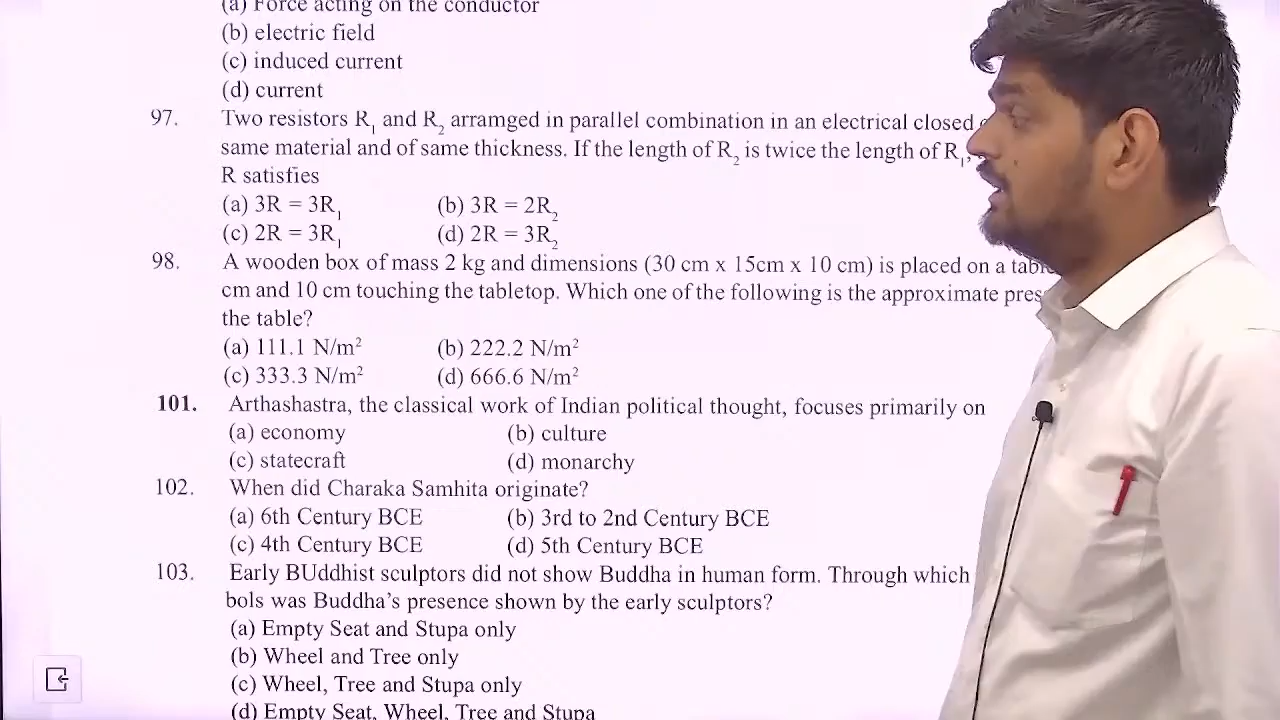 (a) Force acting on the conductor
(b) electric field
(c) induced current
(d) current
97. Two resistors R₁ and R₂ arramged in parallel combination in an electrical closed
same material and of same thickness. If the length of R₂ is twice the length of R₁,
R satisfies
(a) 3R = 3R₁ (b) 3R = 2R₂
(c) 2R = 3R₁ (d) 2R = 3R₂
98. A wooden box of mass 2 kg and dimensions (30 cm x 15cm x 10 cm) is placed on a
cm and 10 cm touching the tabletop. Which one of the following is the approximate
the table?
(a) 111.1 N/m² (b) 222.2 N/m²
(c) 333.3 N/m² (d) 666.6 N/m²
101. Arthashastra, the classical work of Indian political thought, focuses primarily on
(a) economy (b) culture
(c) statecraft (d) monarchy
102. When did Charaka Samhita originate?
(a) 6th Century BCE (b) 3rd to 2nd Century BCE
(c) 4th Century BCE (d) 5th Century BCE
103. Early BUddhist sculptors did not show Buddha in human form. Through which
bols was Buddha's presence shown by the early sculptors?
(a) Empty Seat and Stupa only
(b) Wheel and Tree only
(c) Wheel, Tree and Stupa only
(d) Empty Seat, Wheel, Tree and Stupa